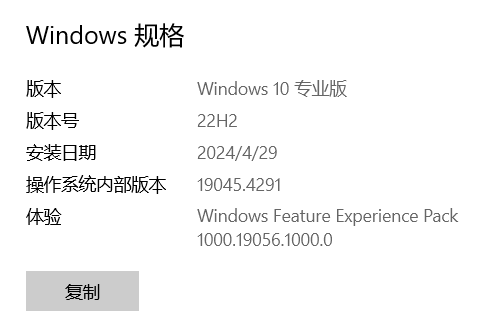 Windows 规格
版本 Windows 10 专业版
版本号 22H2
安装日期 2024/4/29
操作系统内部版本 19045.4291
体验 Windows Feature Experience Pack
1000.19056.1000.0
复制